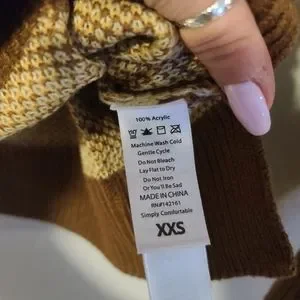 100% Acrylic
Machine Wash Cold
Gentle Cycle
Do Not Bleach
Lay Flat to Dry
Do Not Iron
Or You'll Be Sad
MADE IN CHINA
RN#142161
Simply Comfortable
XXS